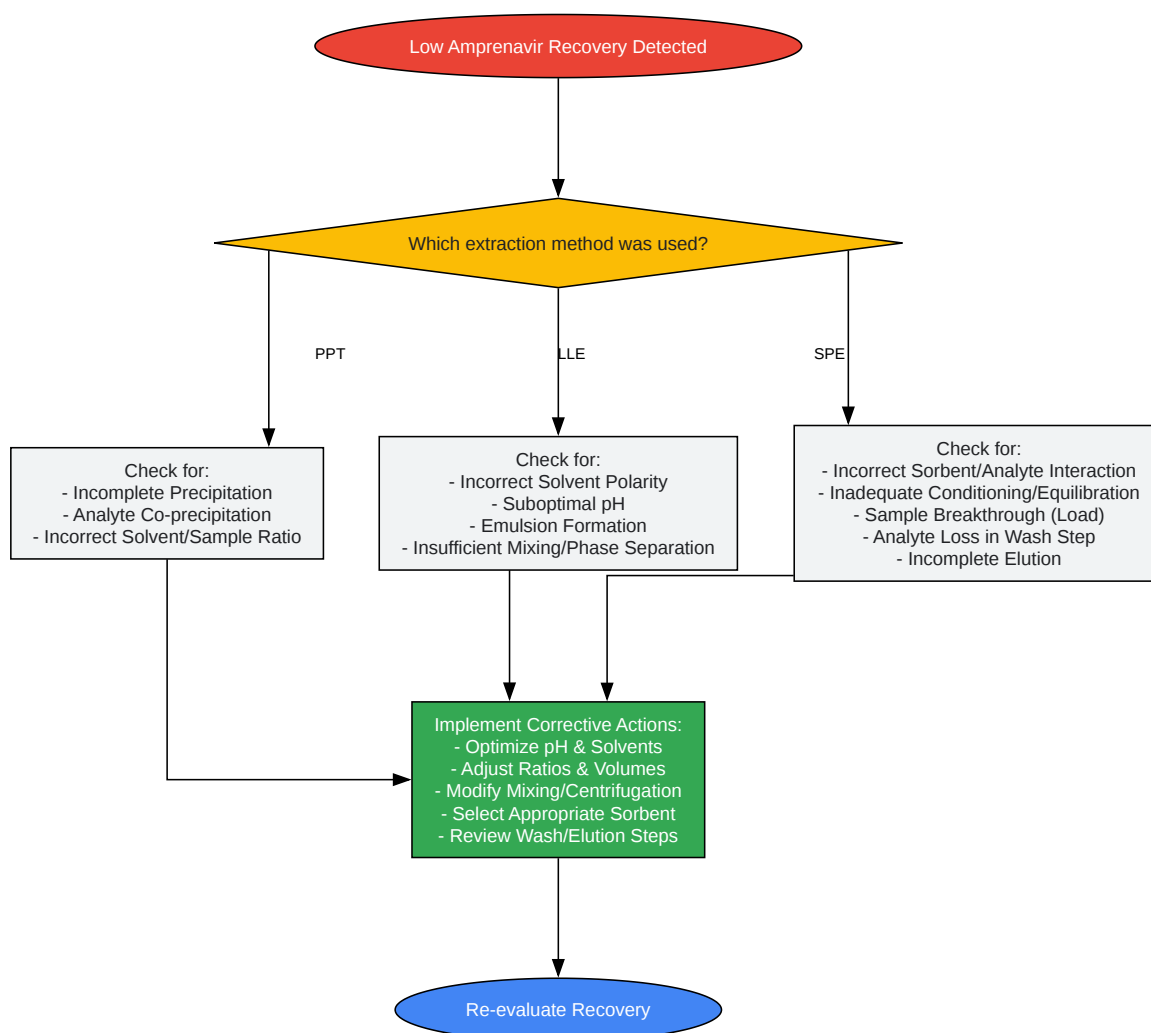 Low Amprenavir Recovery Detected
Which extraction method was used?
PPT
LLE
SPE
Check for:
- Incomplete Precipitation
- Analyte Co-precipitation
- Incorrect Solvent/Sample Ratio
Check for:
- Incorrect Solvent Polarity
- Suboptimal pH
- Emulsion Formation
- Insufficient Mixing/Phase Separation
Check for:
- Incorrect Sorbent/Analyte Interaction
- Inadequate Conditioning/Equilibration
- Sample Breakthrough (Load)
- Analyte Loss in Wash Step
- Incomplete Elution
Implement Corrective Actions:
- Optimize pH & Solvents
- Adjust Ratios & Volumes
- Modify Mixing/Centrifugation
- Select Appropriate Sorbent
- Review Wash/Elution Steps
Re-evaluate Recovery